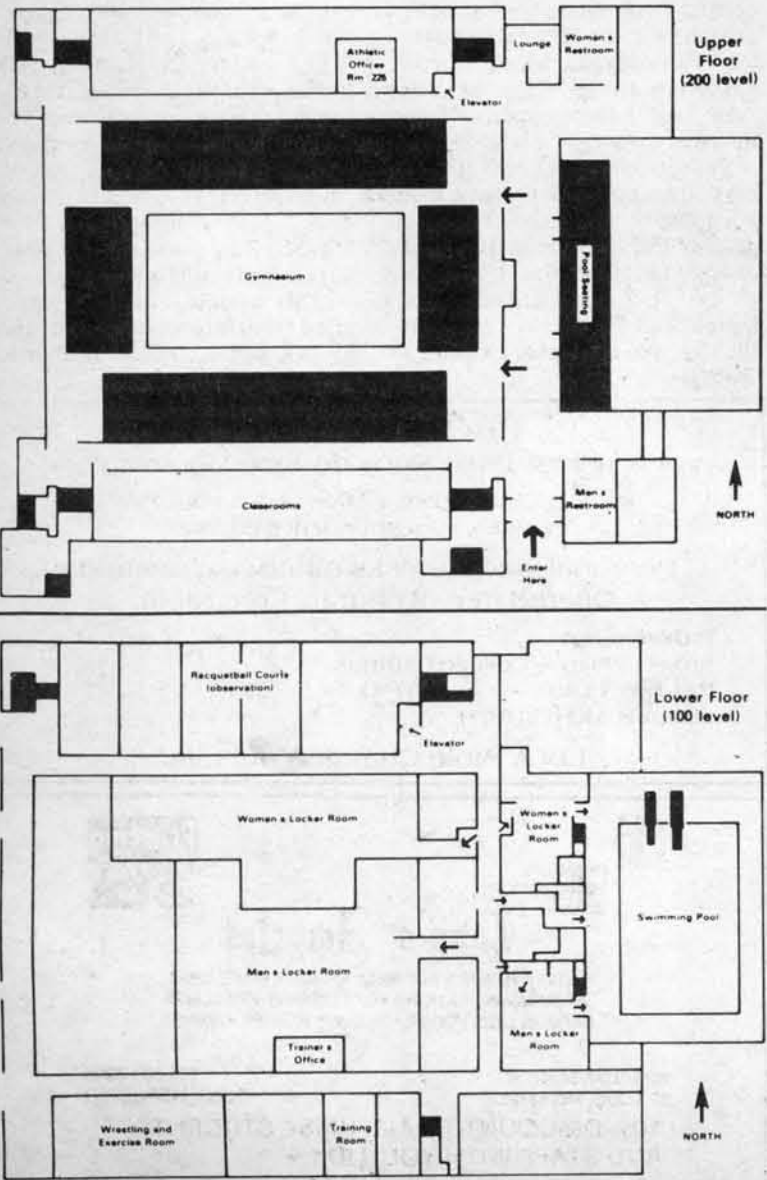 Upper
Floor
(200 level)
Athletic
Offices
Rm 225
Lounge
Women's
Restroom
Elevator
Gymnasium
Pool Seating
Classrooms
Men's
Restroom
Enter
Here
NORTH
Racquetball Courts
(observation)
Lower Floor
(100 level)
Elevator
Women's Locker Room
Women's
Locker
Room
Swimming Pool
Men's Locker Room
Men's Locker
Room
Trainer's
Office
Wrestling
Exercise Room
Training
Room
NORTH